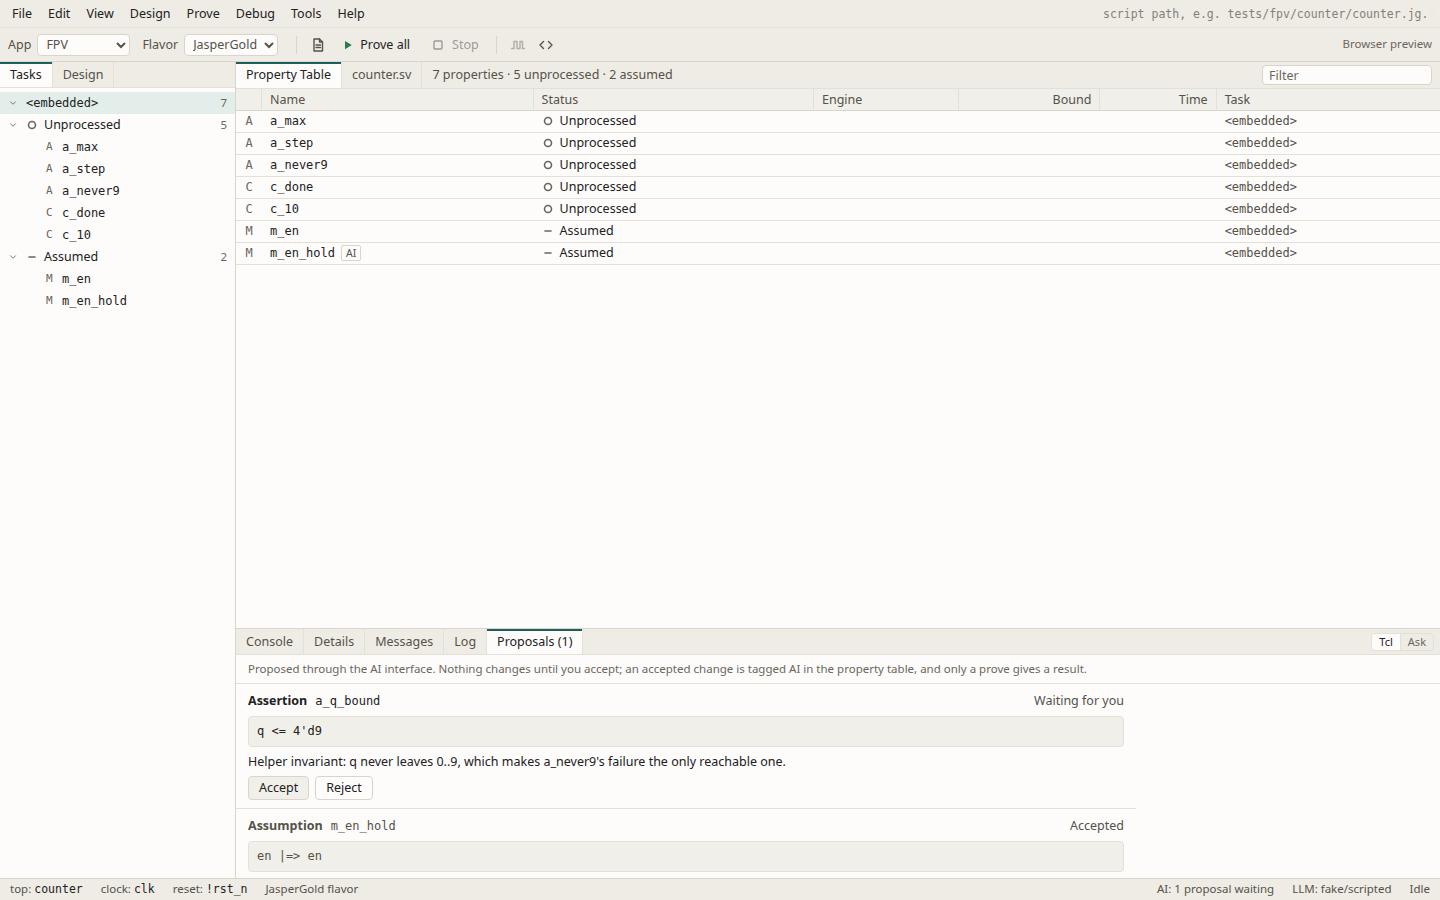 File Edit View Design Prove Debug Tools Help script path, e.g. tests/fpv/counter/counter.jg.
App FPV Flavor JasperGold Prove all Stop Browser preview
Tasks Design Property Table counter.sv 7 properties · 5 unprocessed · 2 assumed Filter
<embedded> 7
Unprocessed 5
A a_max
A a_step
A a_never9
C c_done
C c_10
Assumed 2
M m_en
M m_en_hold
Name Status Engine Bound Time Task
A a_max Unprocessed <embedded>
A a_step Unprocessed <embedded>
A a_never9 Unprocessed <embedded>
C c_done Unprocessed <embedded>
C c_10 Unprocessed <embedded>
M m_en Assumed <embedded>
M m_en_hold AI Assumed <embedded>
Console Details Messages Log Proposals (1) Tcl Ask
Proposed through the AI interface. Nothing changes until you accept; an accepted change is tagged AI in the property table, and only a prove gives a result.
Assertion a_q_bound Waiting for you
q <= 4'd9
Helper invariant: q never leaves 0..9, which makes a_never9's failure the only reachable one.
Accept Reject
Assumption m_en_hold Accepted
en |=> en
top: counter clock: clk reset: !rst_n JasperGold flavor AI: 1 proposal waiting LLM: fake/scripted Idle